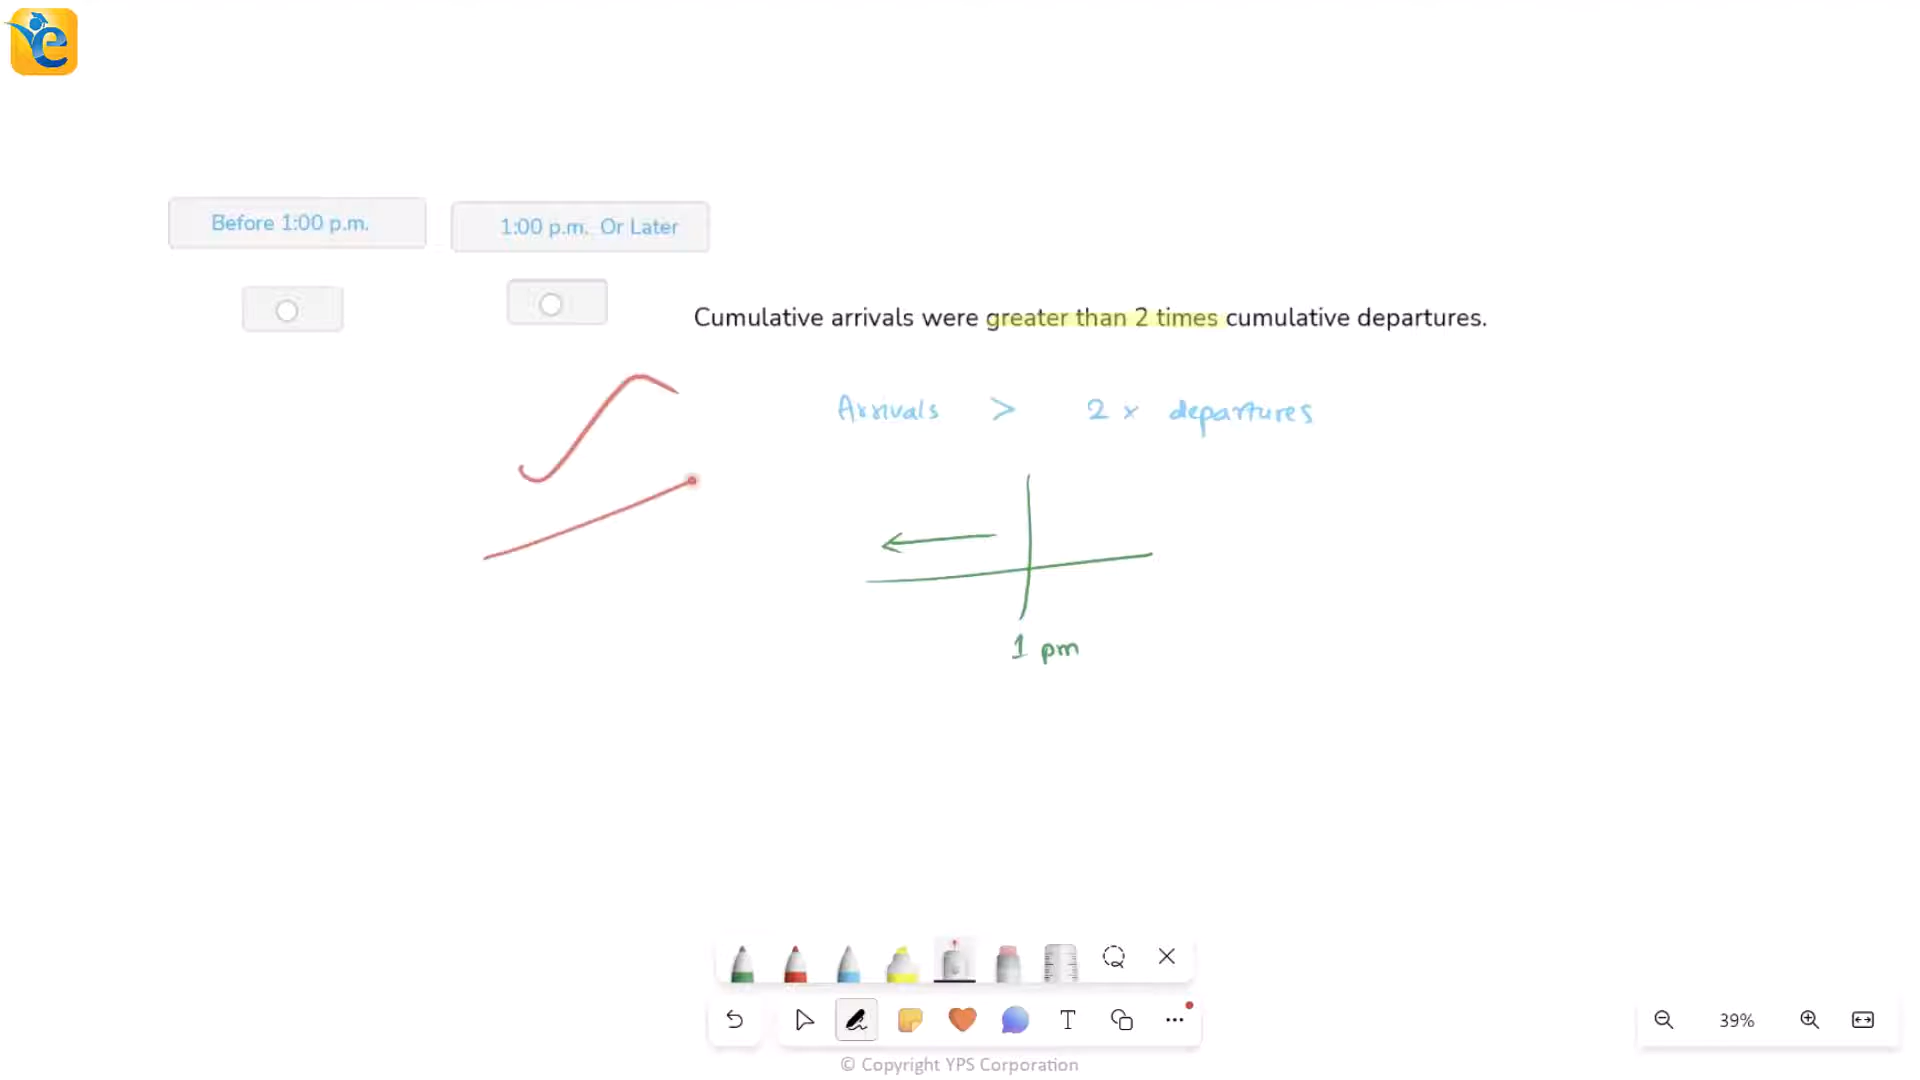 e
Before 1:00 p.m.
1:00 p.m. Or Later
Cumulative arrivals were greater than 2 times cumulative departures.
Arrivals > 2 x departures
1 pm
T
39%
© Copyright YPS Corporation